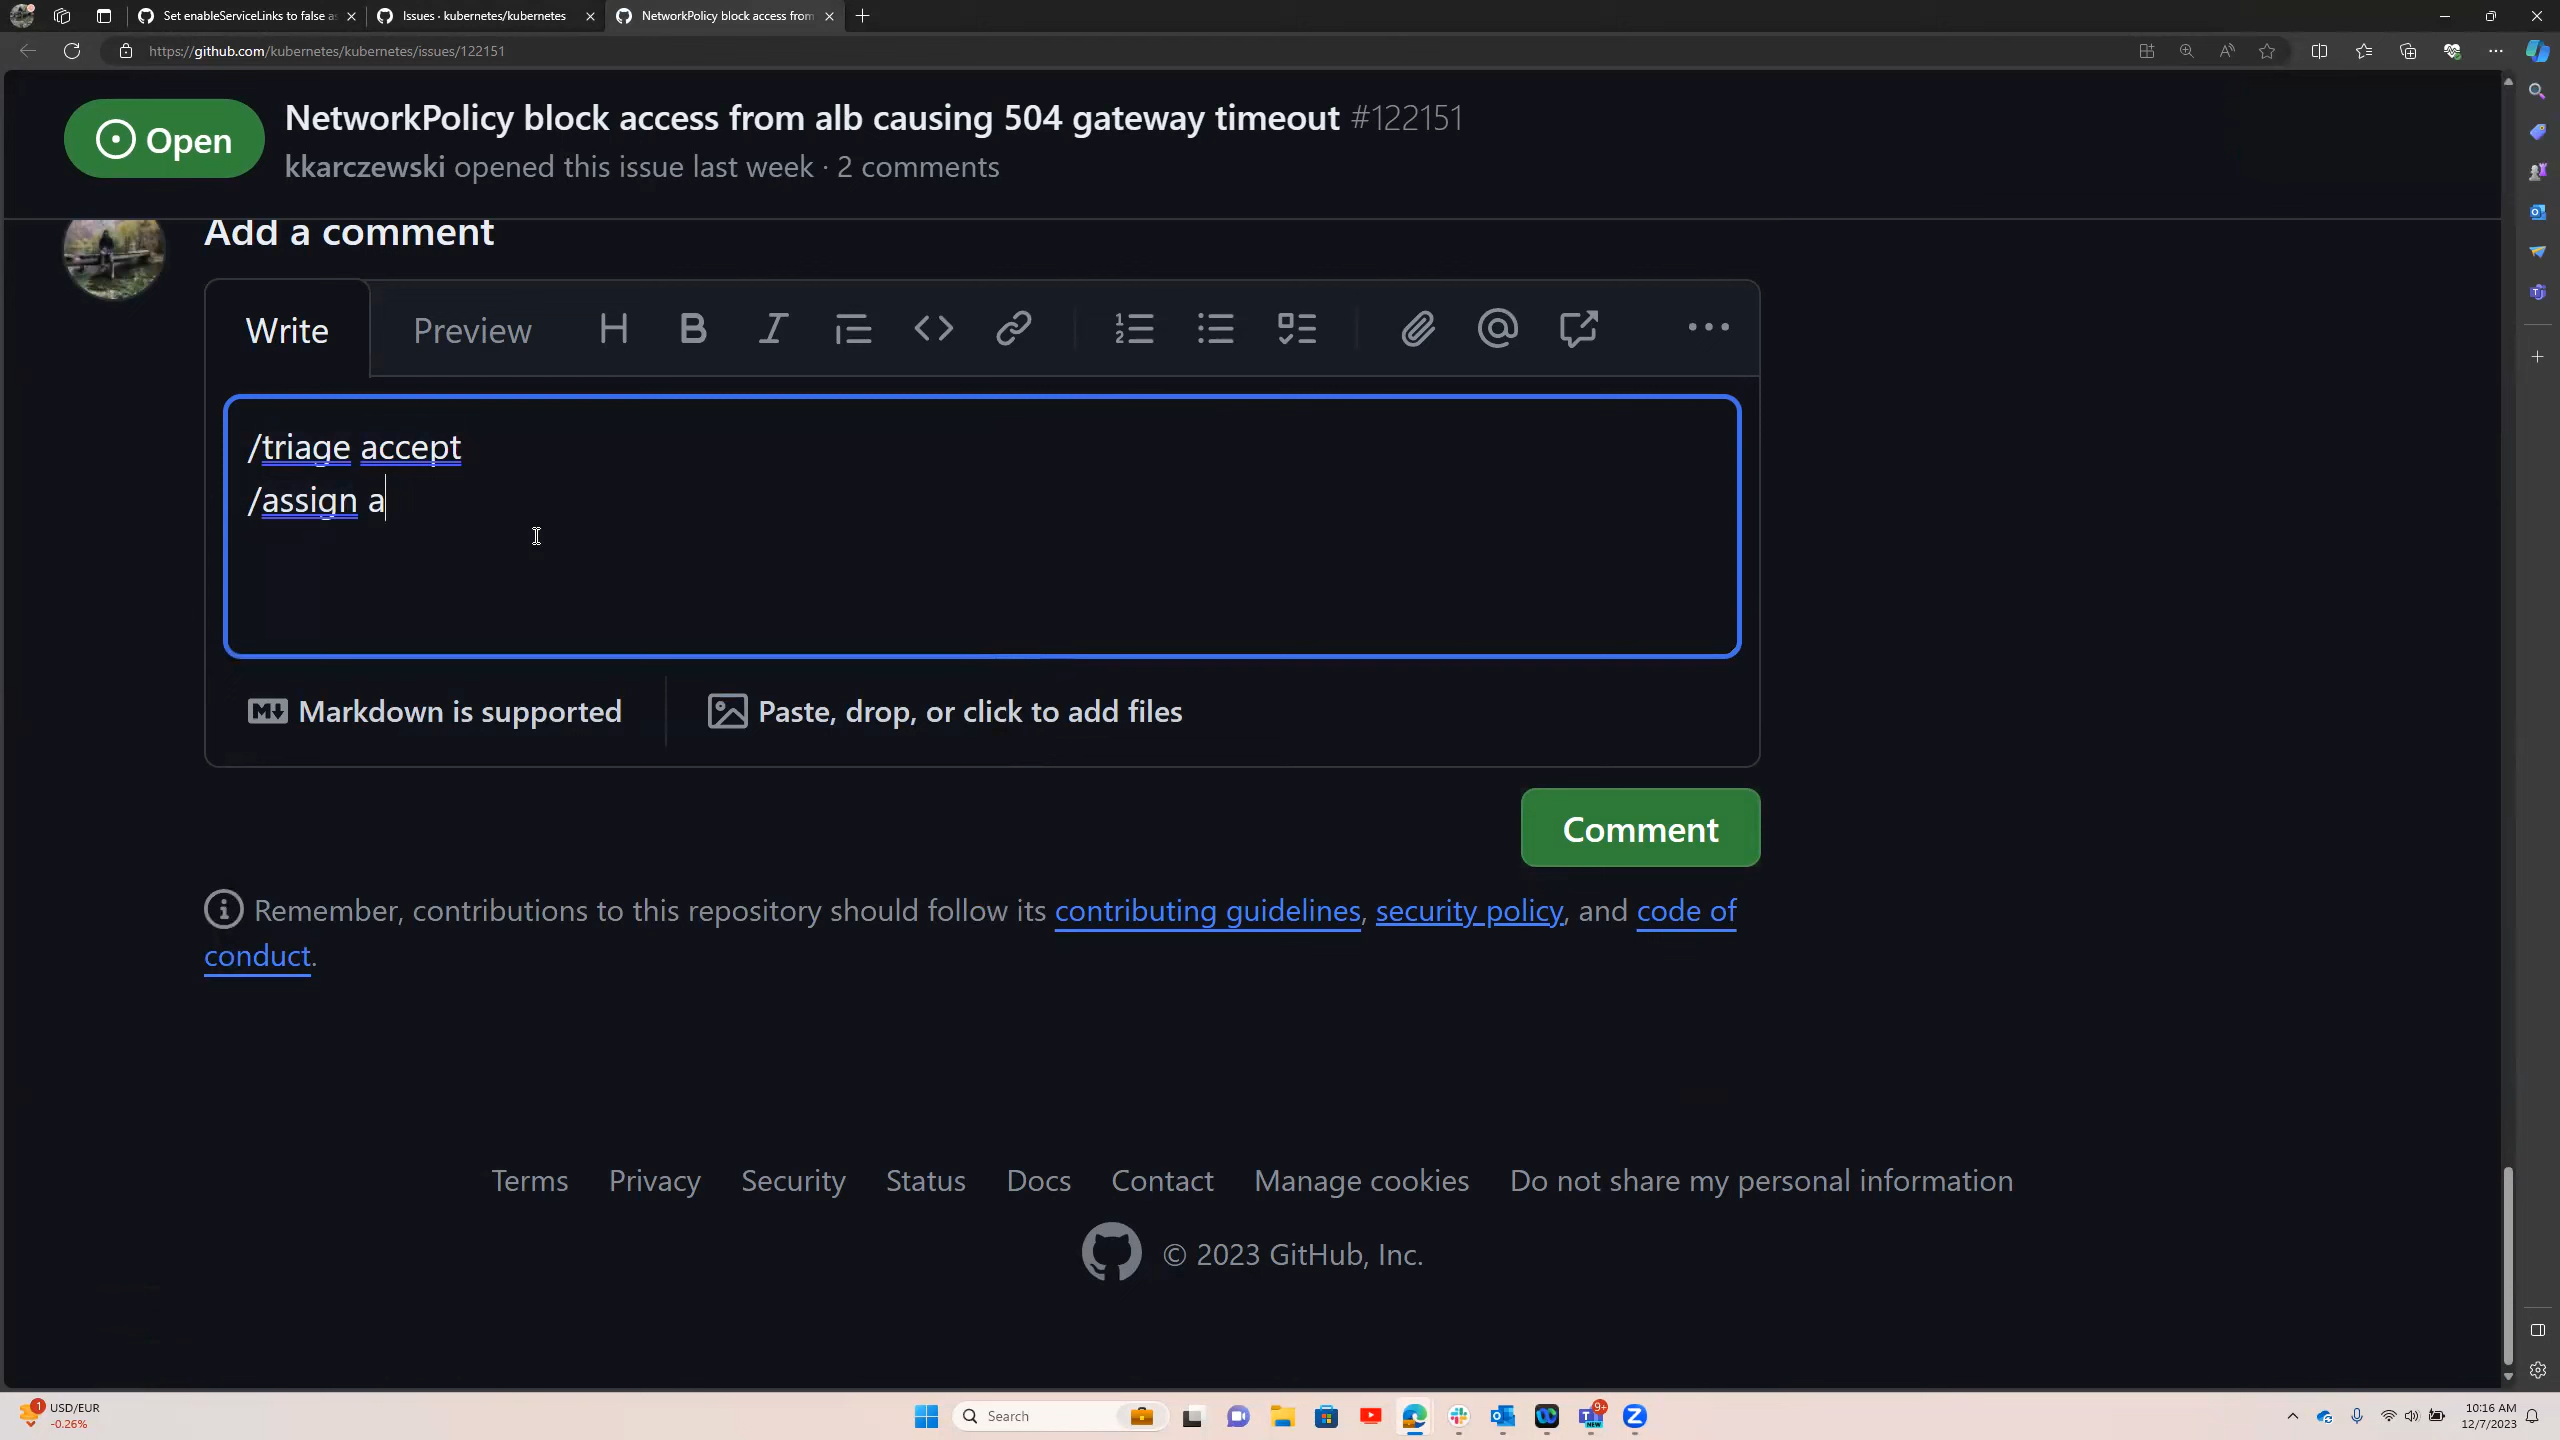 Set enableServiceLinks to false as
Issues · kubernetes/kubernetes
NetworkPolicy block access from
https://github.com/kubernetes/kubernetes/issues/122151
Open
NetworkPolicy block access from alb causing 504 gateway timeout #122151
kkarczewski opened this issue last week · 2 comments
Add a comment
Write
Preview
/triage accept
/assign a
Markdown is supported
Paste, drop, or click to add files
Comment
Remember, contributions to this repository should follow its contributing guidelines, security policy, and code of
conduct.
Terms
Privacy
Security
Status
Docs
Contact
Manage cookies
Do not share my personal information
© 2023 GitHub, Inc.
1
USD/EUR
-0.26%
Search
9+
NEW
10:16 AM
12/7/2023